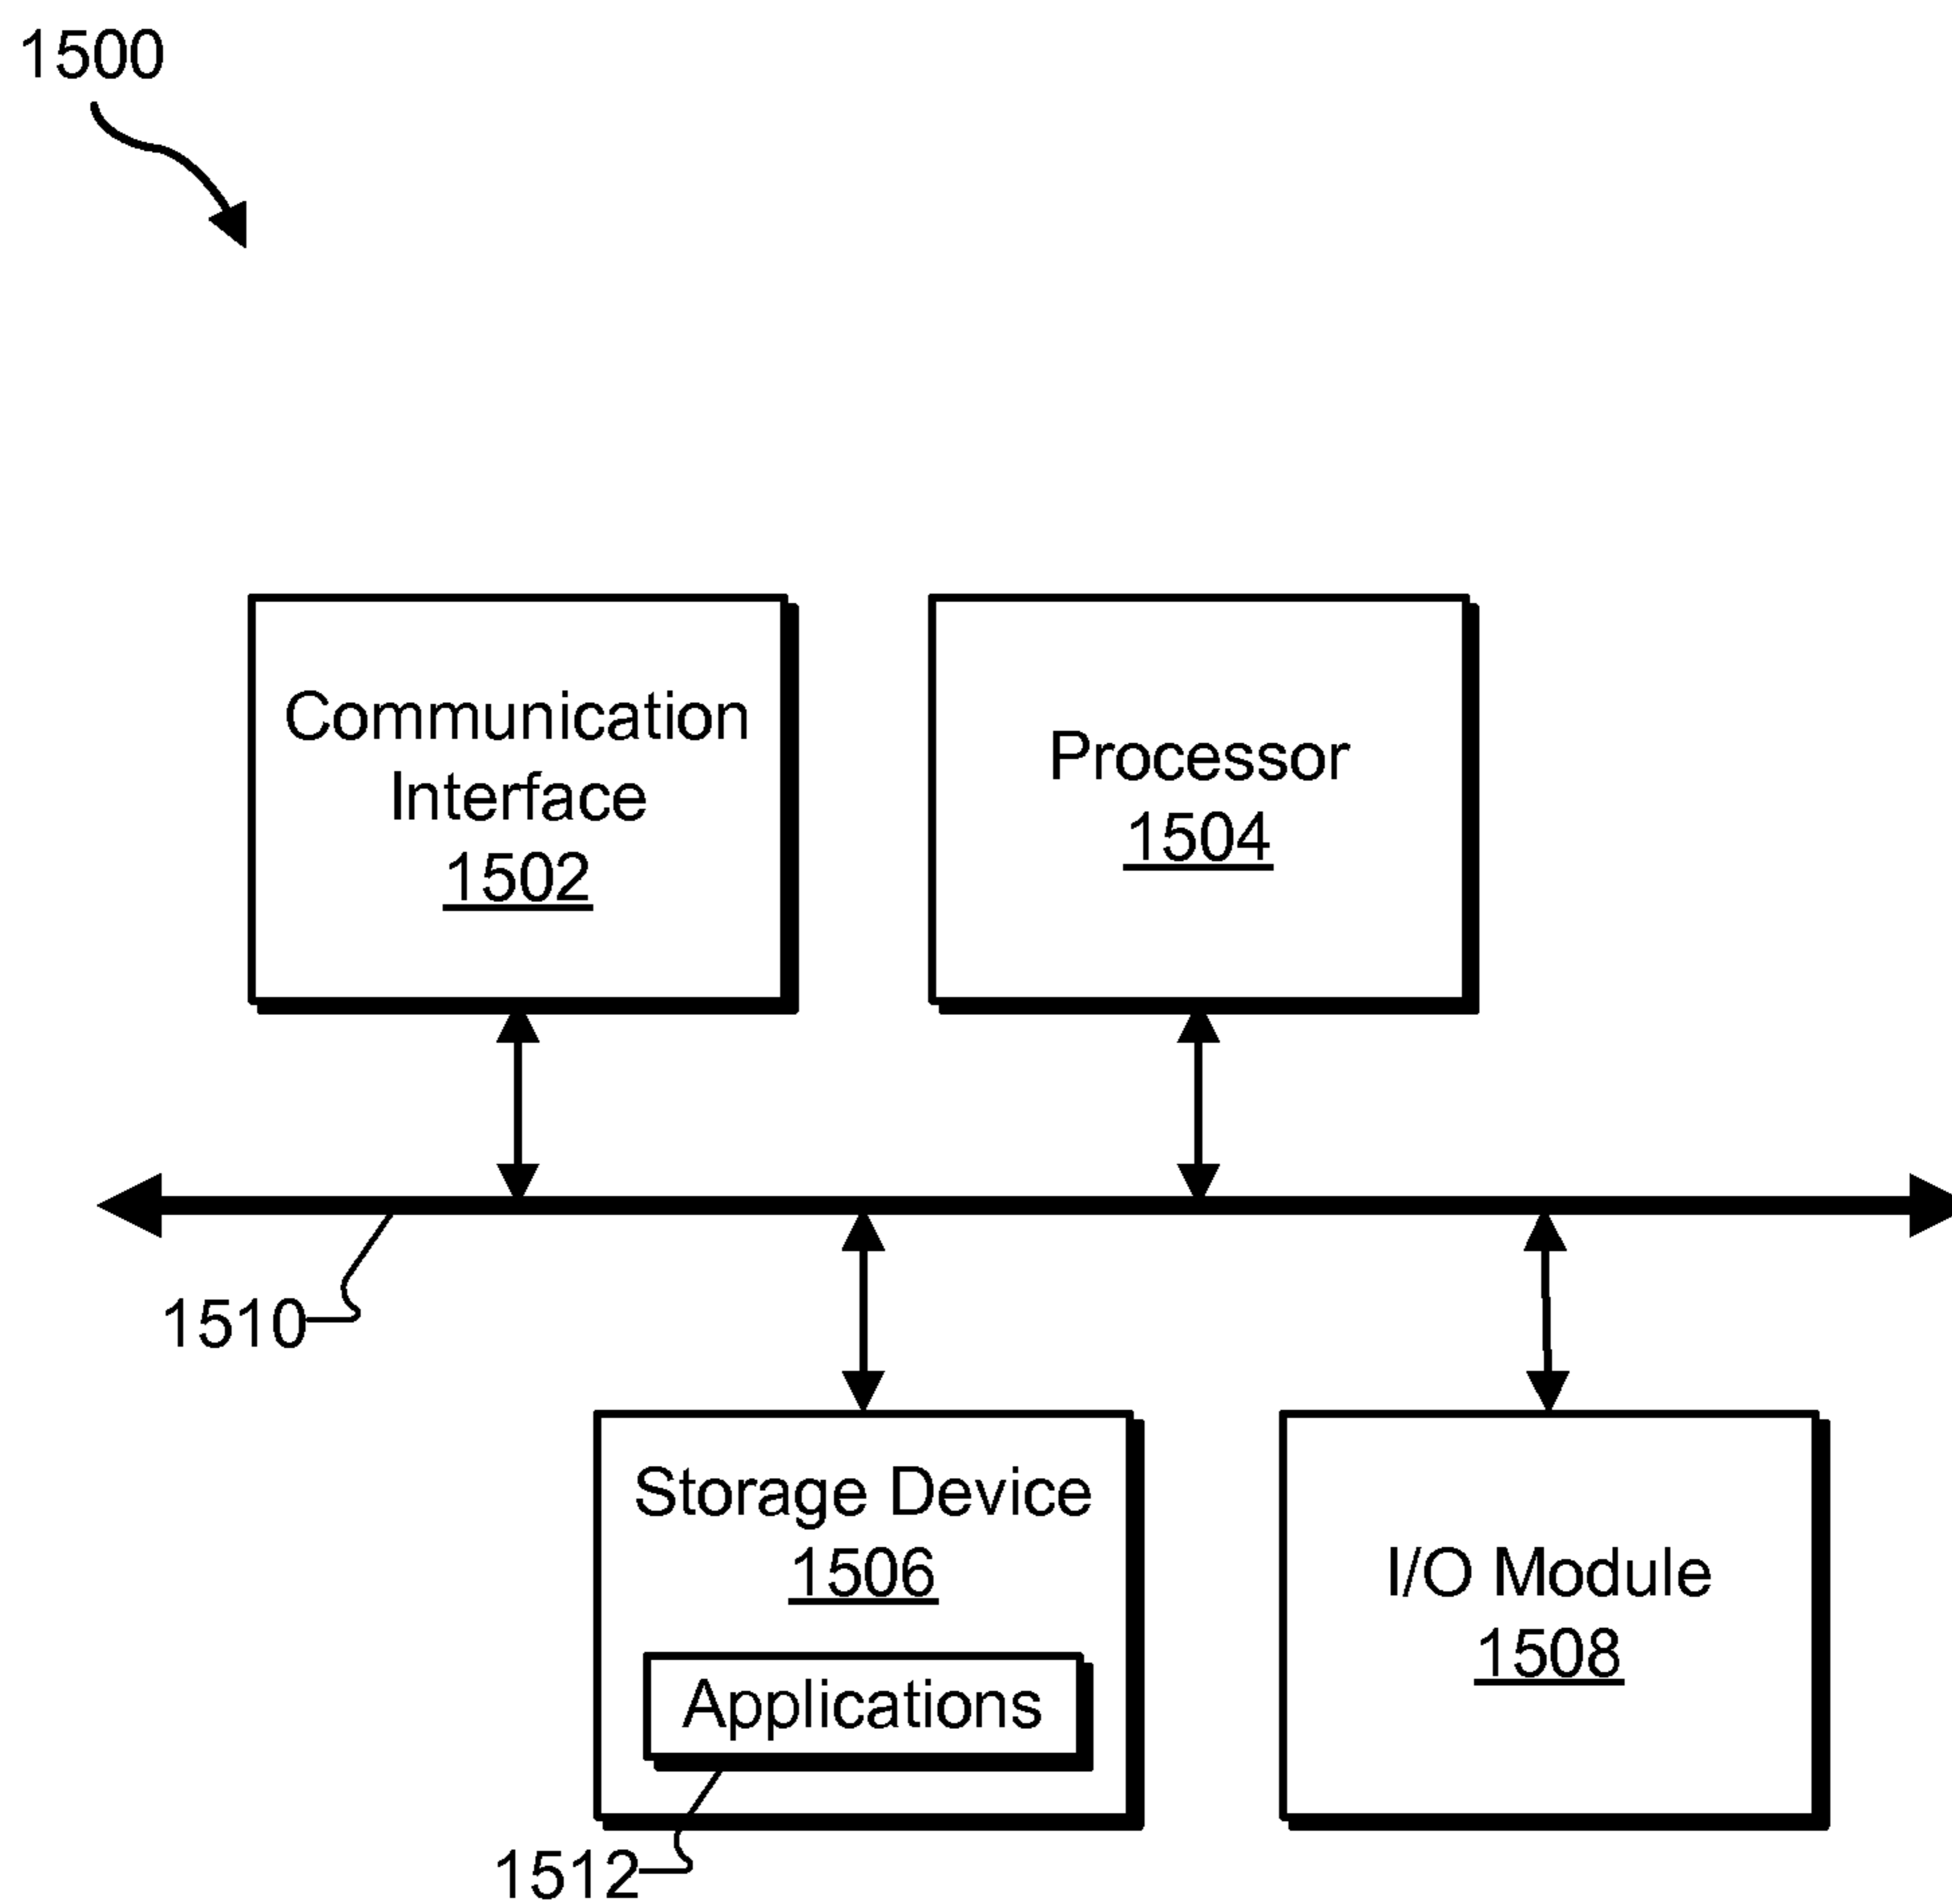 1500
Communication
Interface
1502
Processor
1504
1510
Storage Device
1506
Applications
1512
I/O Module
1508